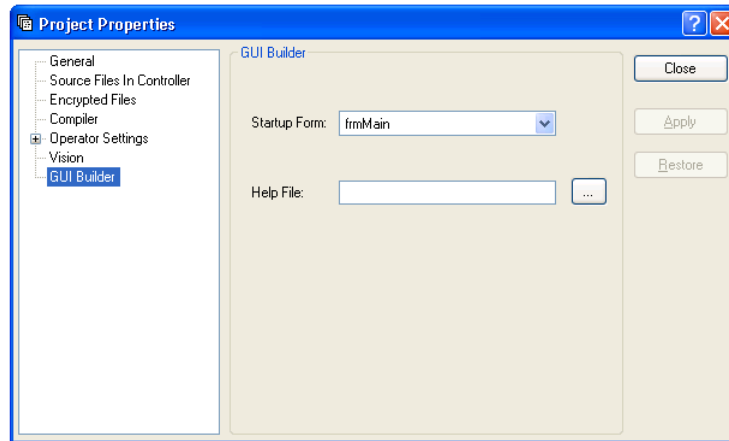 Project Properties
General
Source Files In Controller
Encrypted Files
Compiler
Operator Settings
Vision
GUI Builder
GUI Builder
Startup Form: frmMain
Help File: ...
Close
Apply
Restore